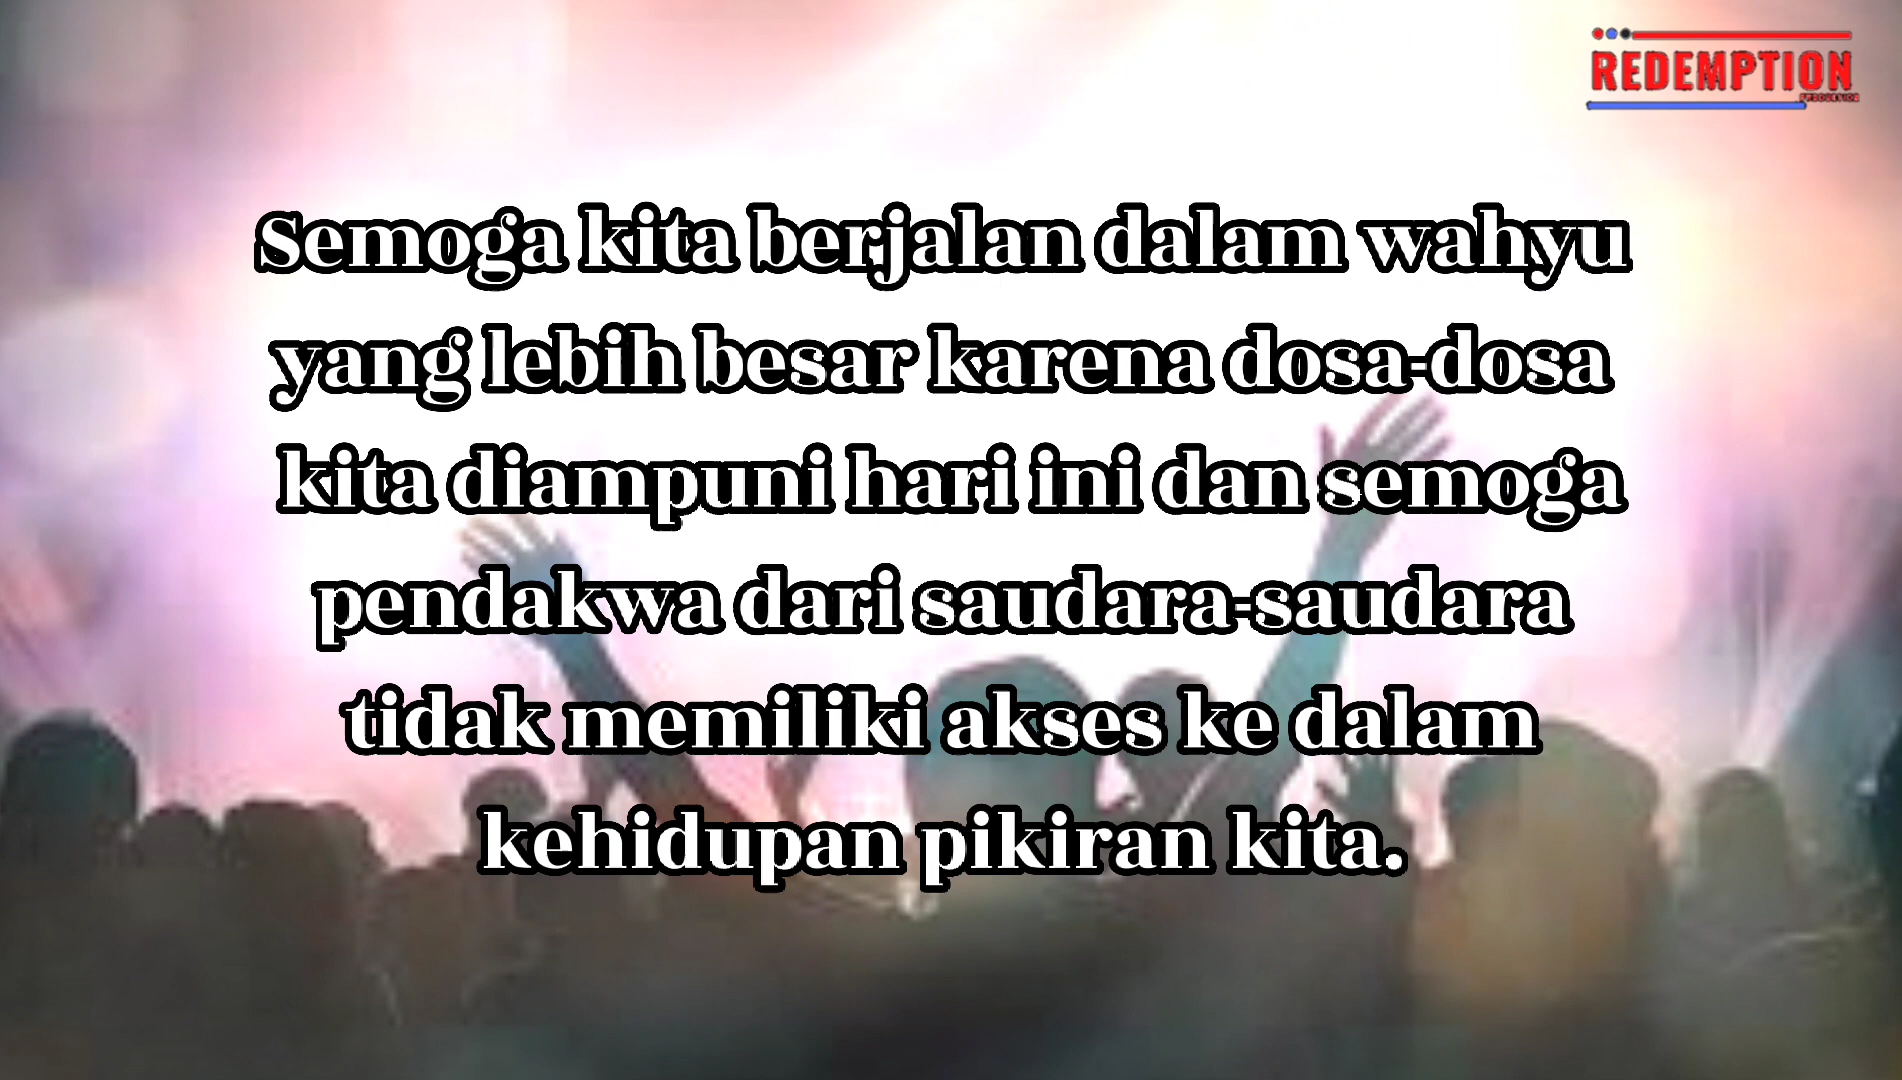 REDEMPTION
Semoga kita berjalan dalam wahyu
yang lebih besar karena dosa-dosa
kita diampuni hari ini dan semoga
pendakwa dari saudara-saudara
tidak memiliki akses ke dalam
kehidupan pikiran kita.